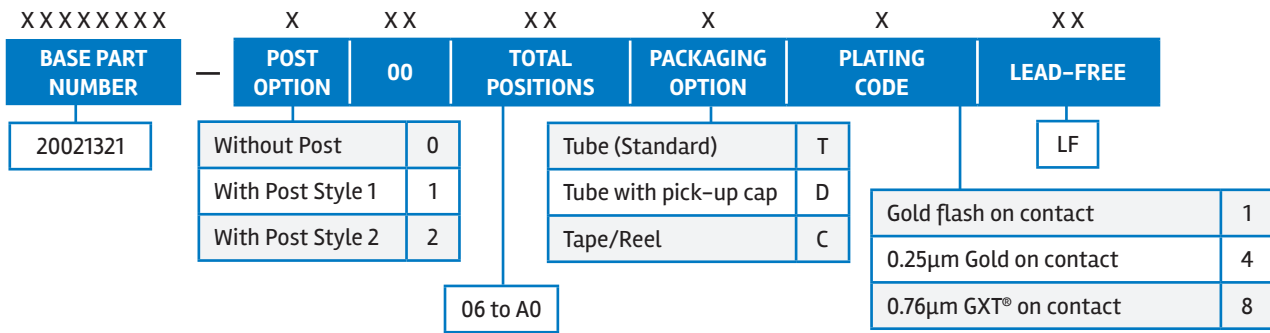 XXXXXXXX X XX XX X X XX
BASE PART NUMBER — POST OPTION 00 TOTAL POSITIONS PACKAGING OPTION PLATING CODE LEAD-FREE
20021321
Without Post 0
With Post Style 1 1
With Post Style 2 2
06 to A0
Tube (Standard) T
Tube with pick-up cap D
Tape/Reel C
Gold flash on contact 1
0.25µm Gold on contact 4
0.76µm GXT® on contact 8
LF